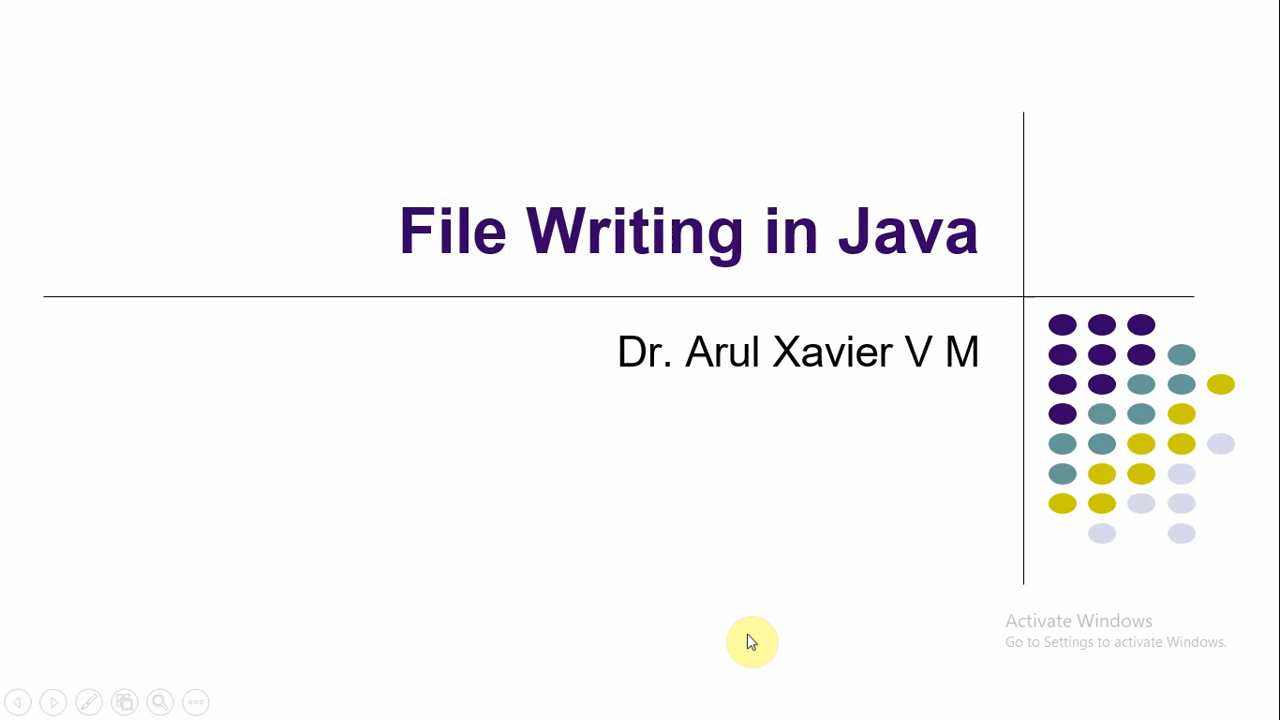 File Writing in Java
Dr. Arul Xavier V M
Activate Windows
Go to Settings to activate Windows.